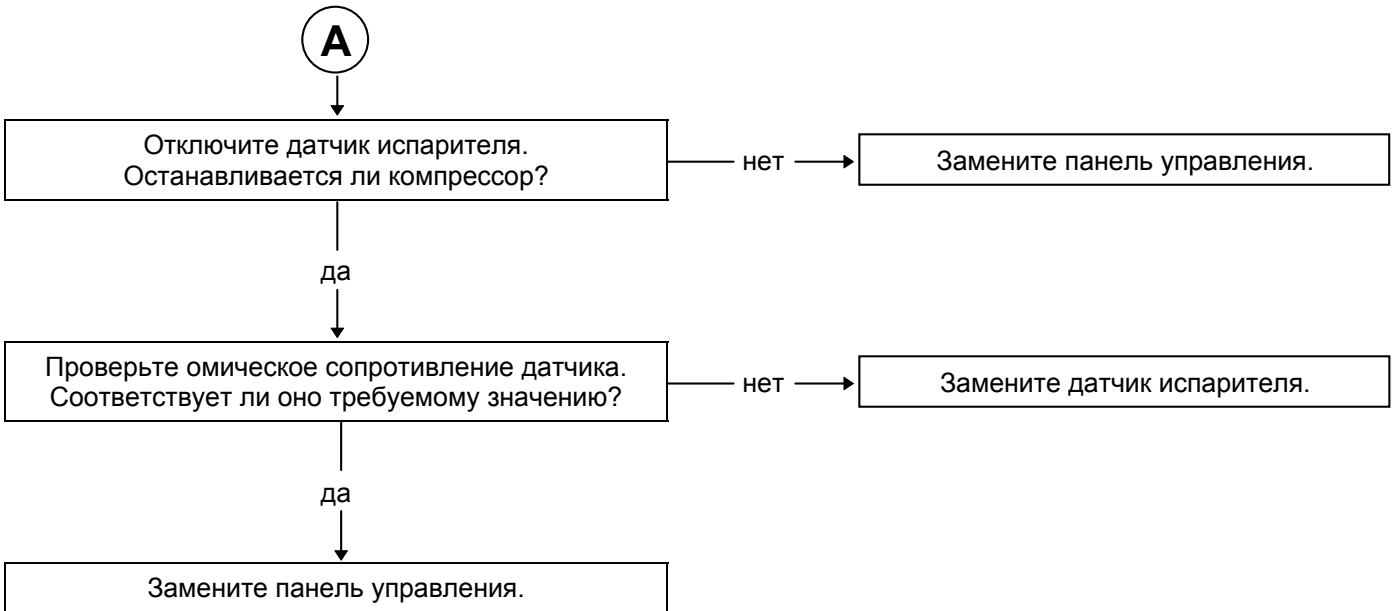 A
Отключите датчик испарителя.
Останавливается ли компрессор?
нет
Замените панель управления.
да
Проверьте омическое сопротивление датчика.
Соответствует ли оно требуемому значению?
нет
Замените датчик испарителя.
да
Замените панель управления.